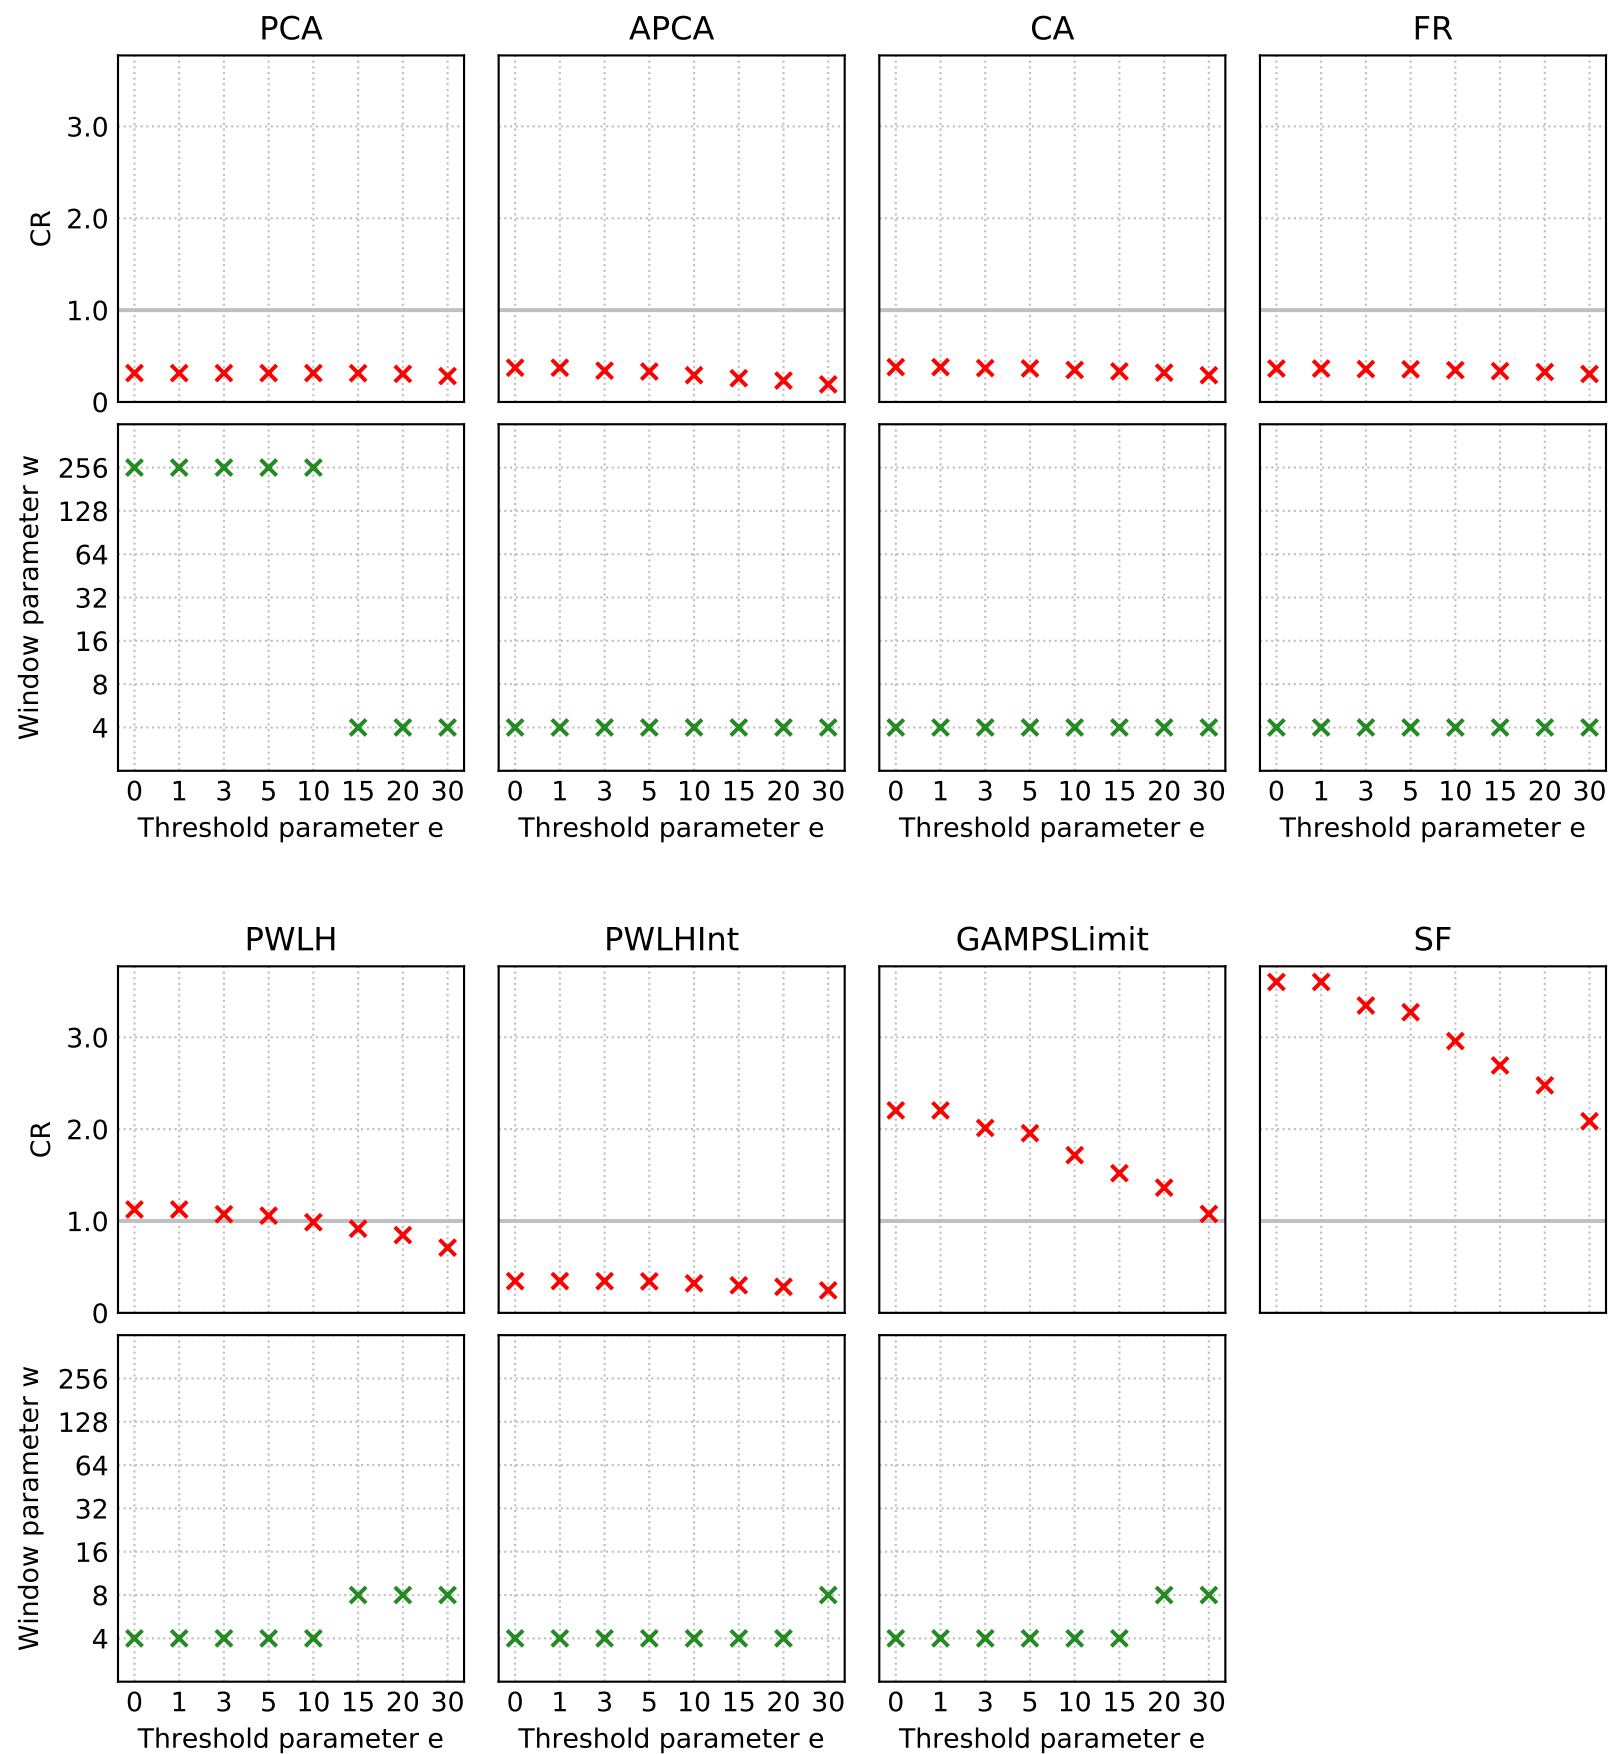 PCA APCA CA FR
3.0
2.0
1.0
0
CR
256
128
64
32
16
8
4
Window parameter w
0 1 3 5 10 15 20 30 0 1 3 5 10 15 20 30 0 1 3 5 10 15 20 30 0 1 3 5 10 15 20 30
Threshold parameter e Threshold parameter e Threshold parameter e Threshold parameter e
PWLH PWLHInt GAMPSLimit SF
3.0
2.0
1.0
0
CR
256
128
64
32
16
8
4
Window parameter w
0 1 3 5 10 15 20 30 0 1 3 5 10 15 20 30 0 1 3 5 10 15 20 30
Threshold parameter e Threshold parameter e Threshold parameter e